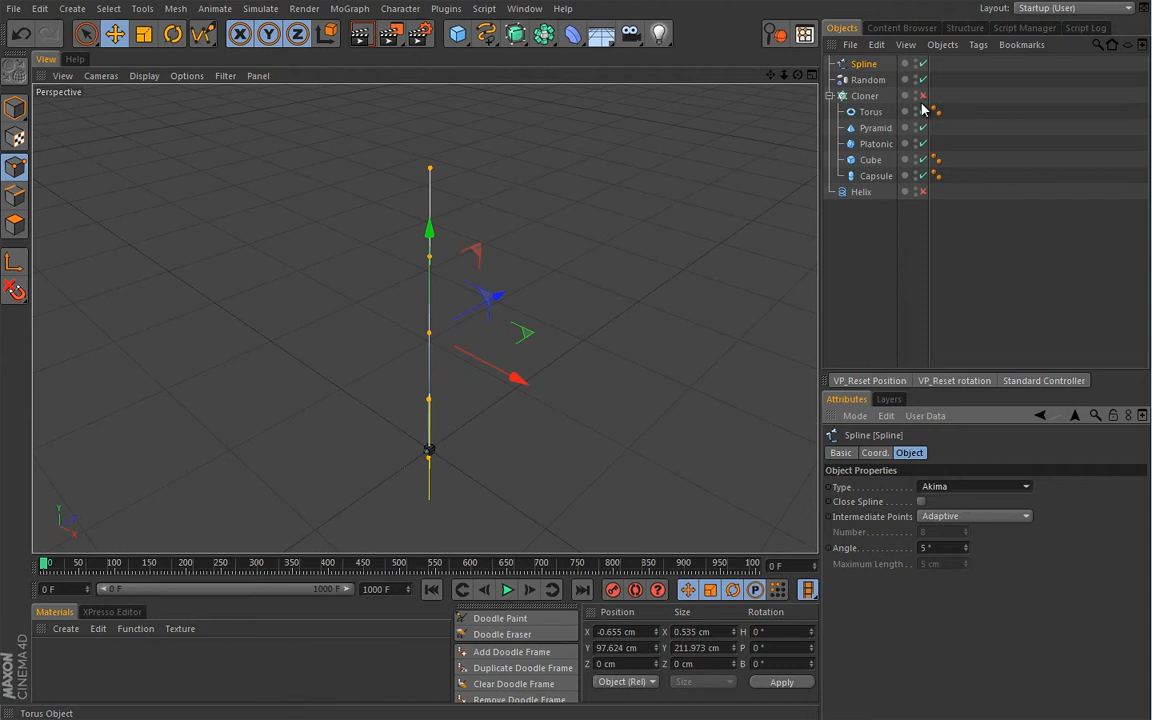 File Edit Create Select Tools Mesh Animate Simulate Render MoGraph Character Plugins Script Window Help Layout: Startup (User)
X Y Z
View Help
Objects Content Browser Structure Script Manager Script Log
File Edit View Objects Tags Bookmarks
View Cameras Display Options Filter Panel
Perspective
Spline
Random
Cloner
Torus
Pyramid
Platonic
Cube
Capsule
Helix
VP_Reset Position VP_Reset rotation Standard Controller
Attributes Layers
Mode Edit User Data
Spline [Spline]
Basic Coord. Object
Object Properties
Type Akima
Close Spline
Intermediate Points Adaptive
Number 8
Angle 5 °
Maximum Length 5 cm
Y
Z
X
0 50 100 150 200 250 300 350 400 450 500 550 600 650 700 750 800 850 900 950 1000 0 F
0 F 0 F 1000 F 1000 F P
Materials XPresso Editor
Create Edit Function Texture
Doodle Paint
Doodle Eraser
Add Doodle Frame
Duplicate Doodle Frame
Clear Doodle Frame
Remove Doodle Frame
Position Size Rotation
X -0.655 cm X 0.535 cm H 0 °
Y 97.624 cm Y 211.973 cm P 0 °
Z 0 cm Z 0 cm B 0 °
Object (Rel) Size Apply
MAXON
CINEMA 4D
Torus Object